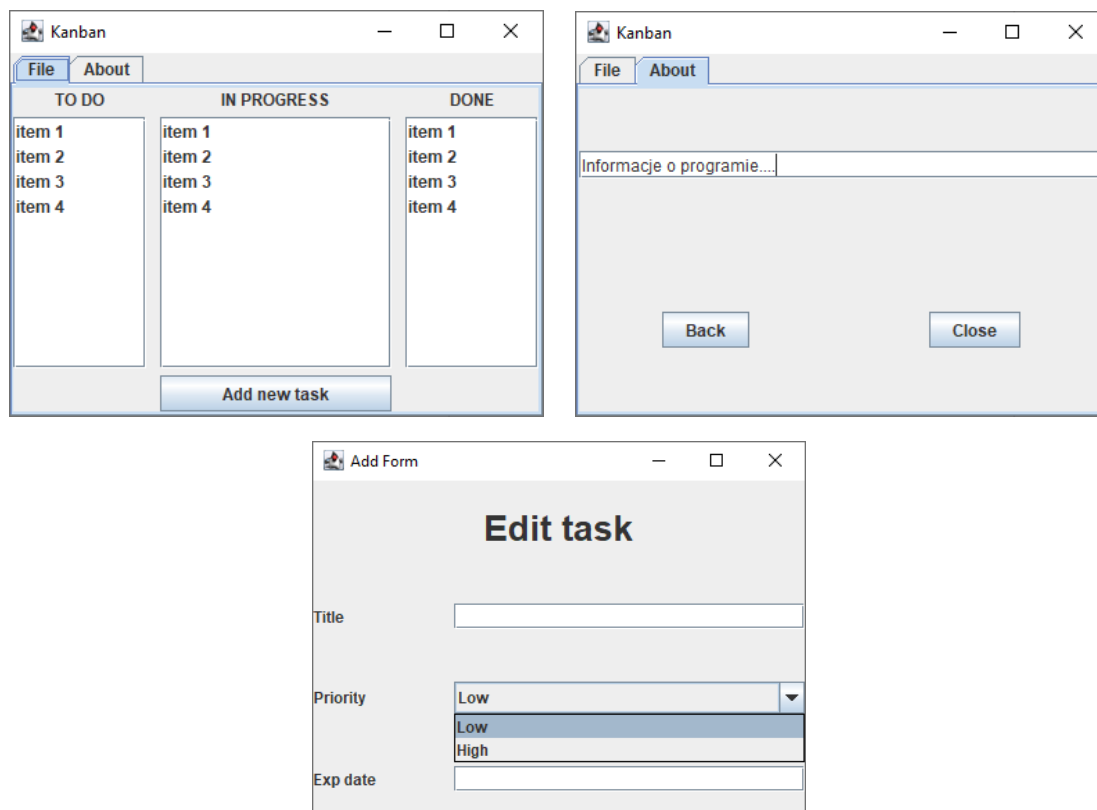 Kanban
File About
TO DO IN PROGRESS DONE
item 1 item 1 item 1
item 2 item 2 item 2
item 3 item 3 item 3
item 4 item 4 item 4
Add new task
Kanban
File About
Informacje o programie....
Back Close
Add Form
Edit task
Title
Priority Low
Low
High
Exp date